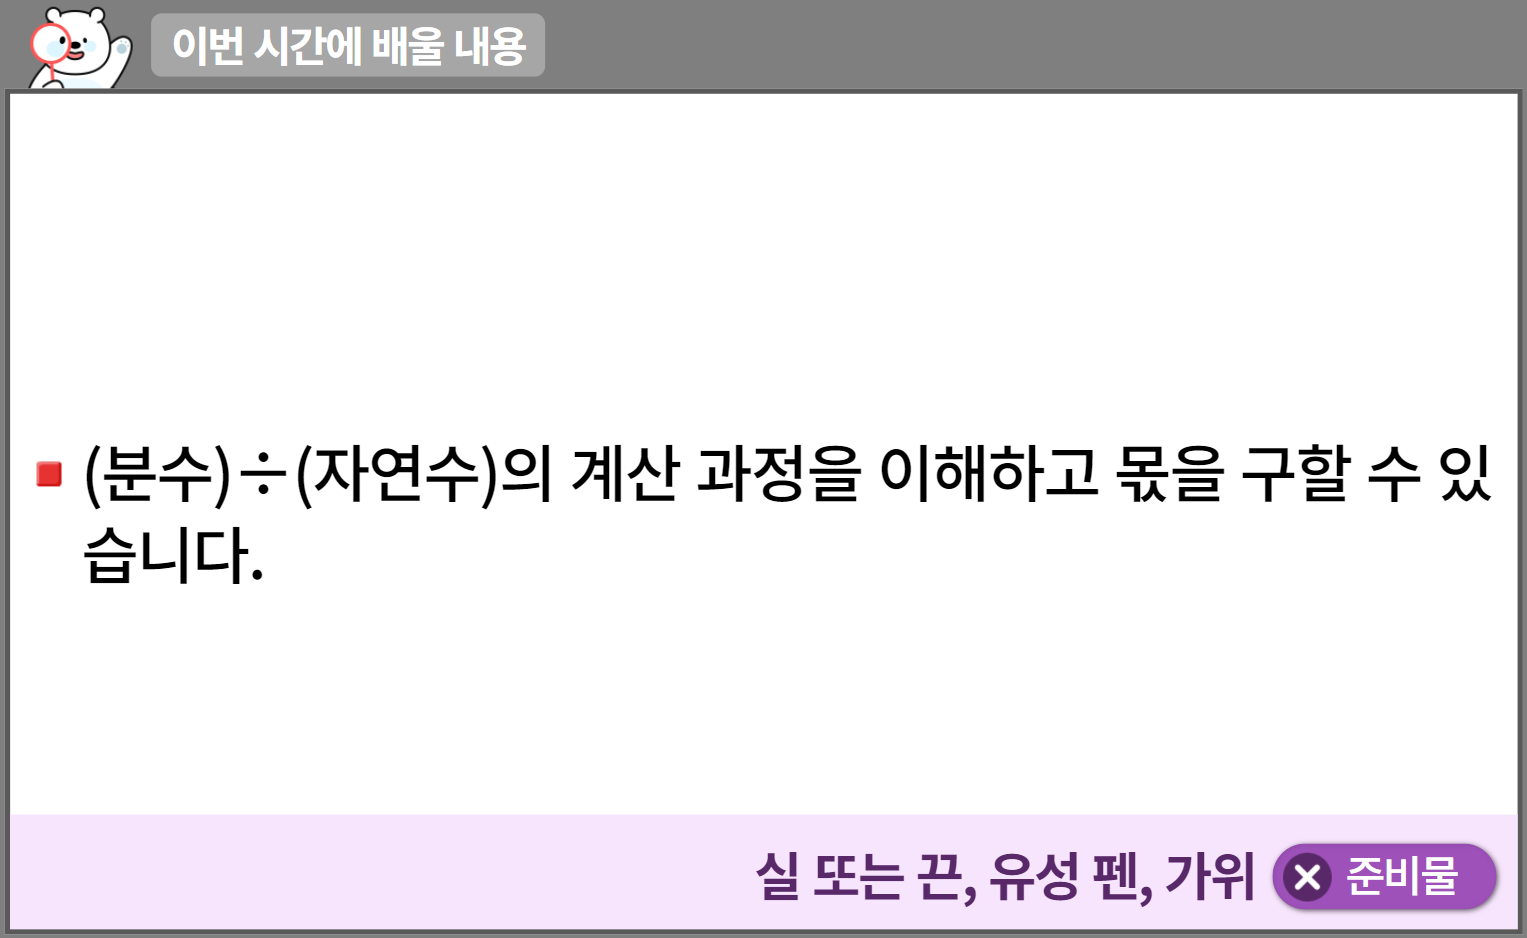 이번 시간에 배울 내용
(분수)÷(자연수)의 계산 과정을 이해하고 몫을 구할 수 있
습니다.
실 또는 끈, 유성 펜, 가위 준비물